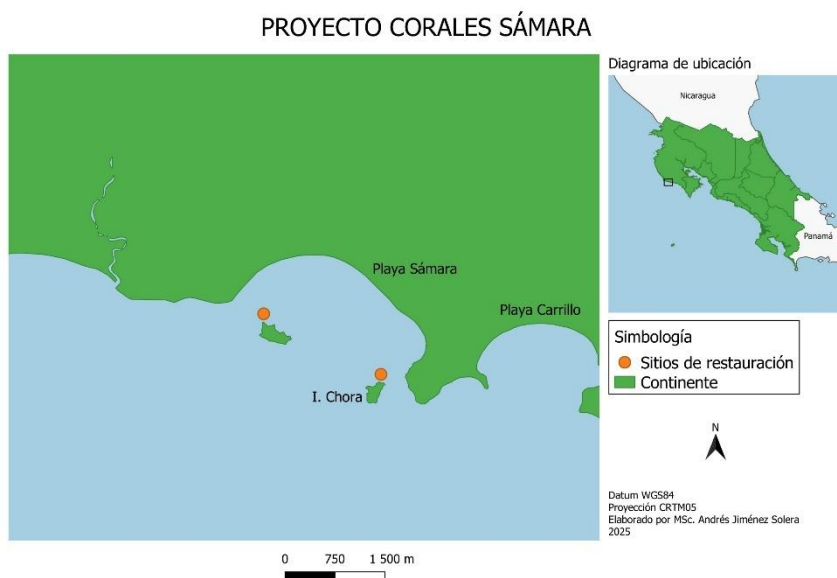 PROYECTO CORALES SÁMARA
Playa Sámara
Playa Carrillo
I. Chora
0 750 1 500 m
Diagrama de ubicación
Nicaragua
Panamá
Simbología
Sitios de restauración
Continente
N
Datum WGS84
Proyección CRTM05
Elaborado por MSc. Andrés Jiménez Solera
2025